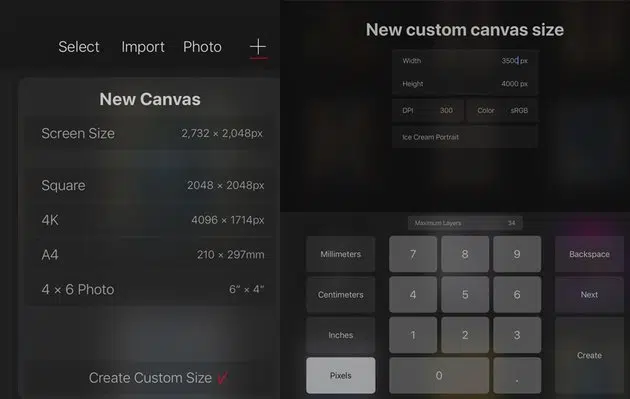 Select Import Photo +
New Canvas
Screen Size 2,732 × 2,048px
Square 2048 × 2048px
4K 4096 × 1714px
A4 210 × 297mm
4 × 6 Photo 6” × 4”
Create Custom Size
New custom canvas size
Width 3500 px
Height 4000 px
DPI 300 Color sRGB
Ice Cream Portrait
Maximum Layers 34
Millimeters 7 8 9 Backspace
Centimeters 4 5 6 Next
Inches 1 2 3
Create
Pixels 0 .